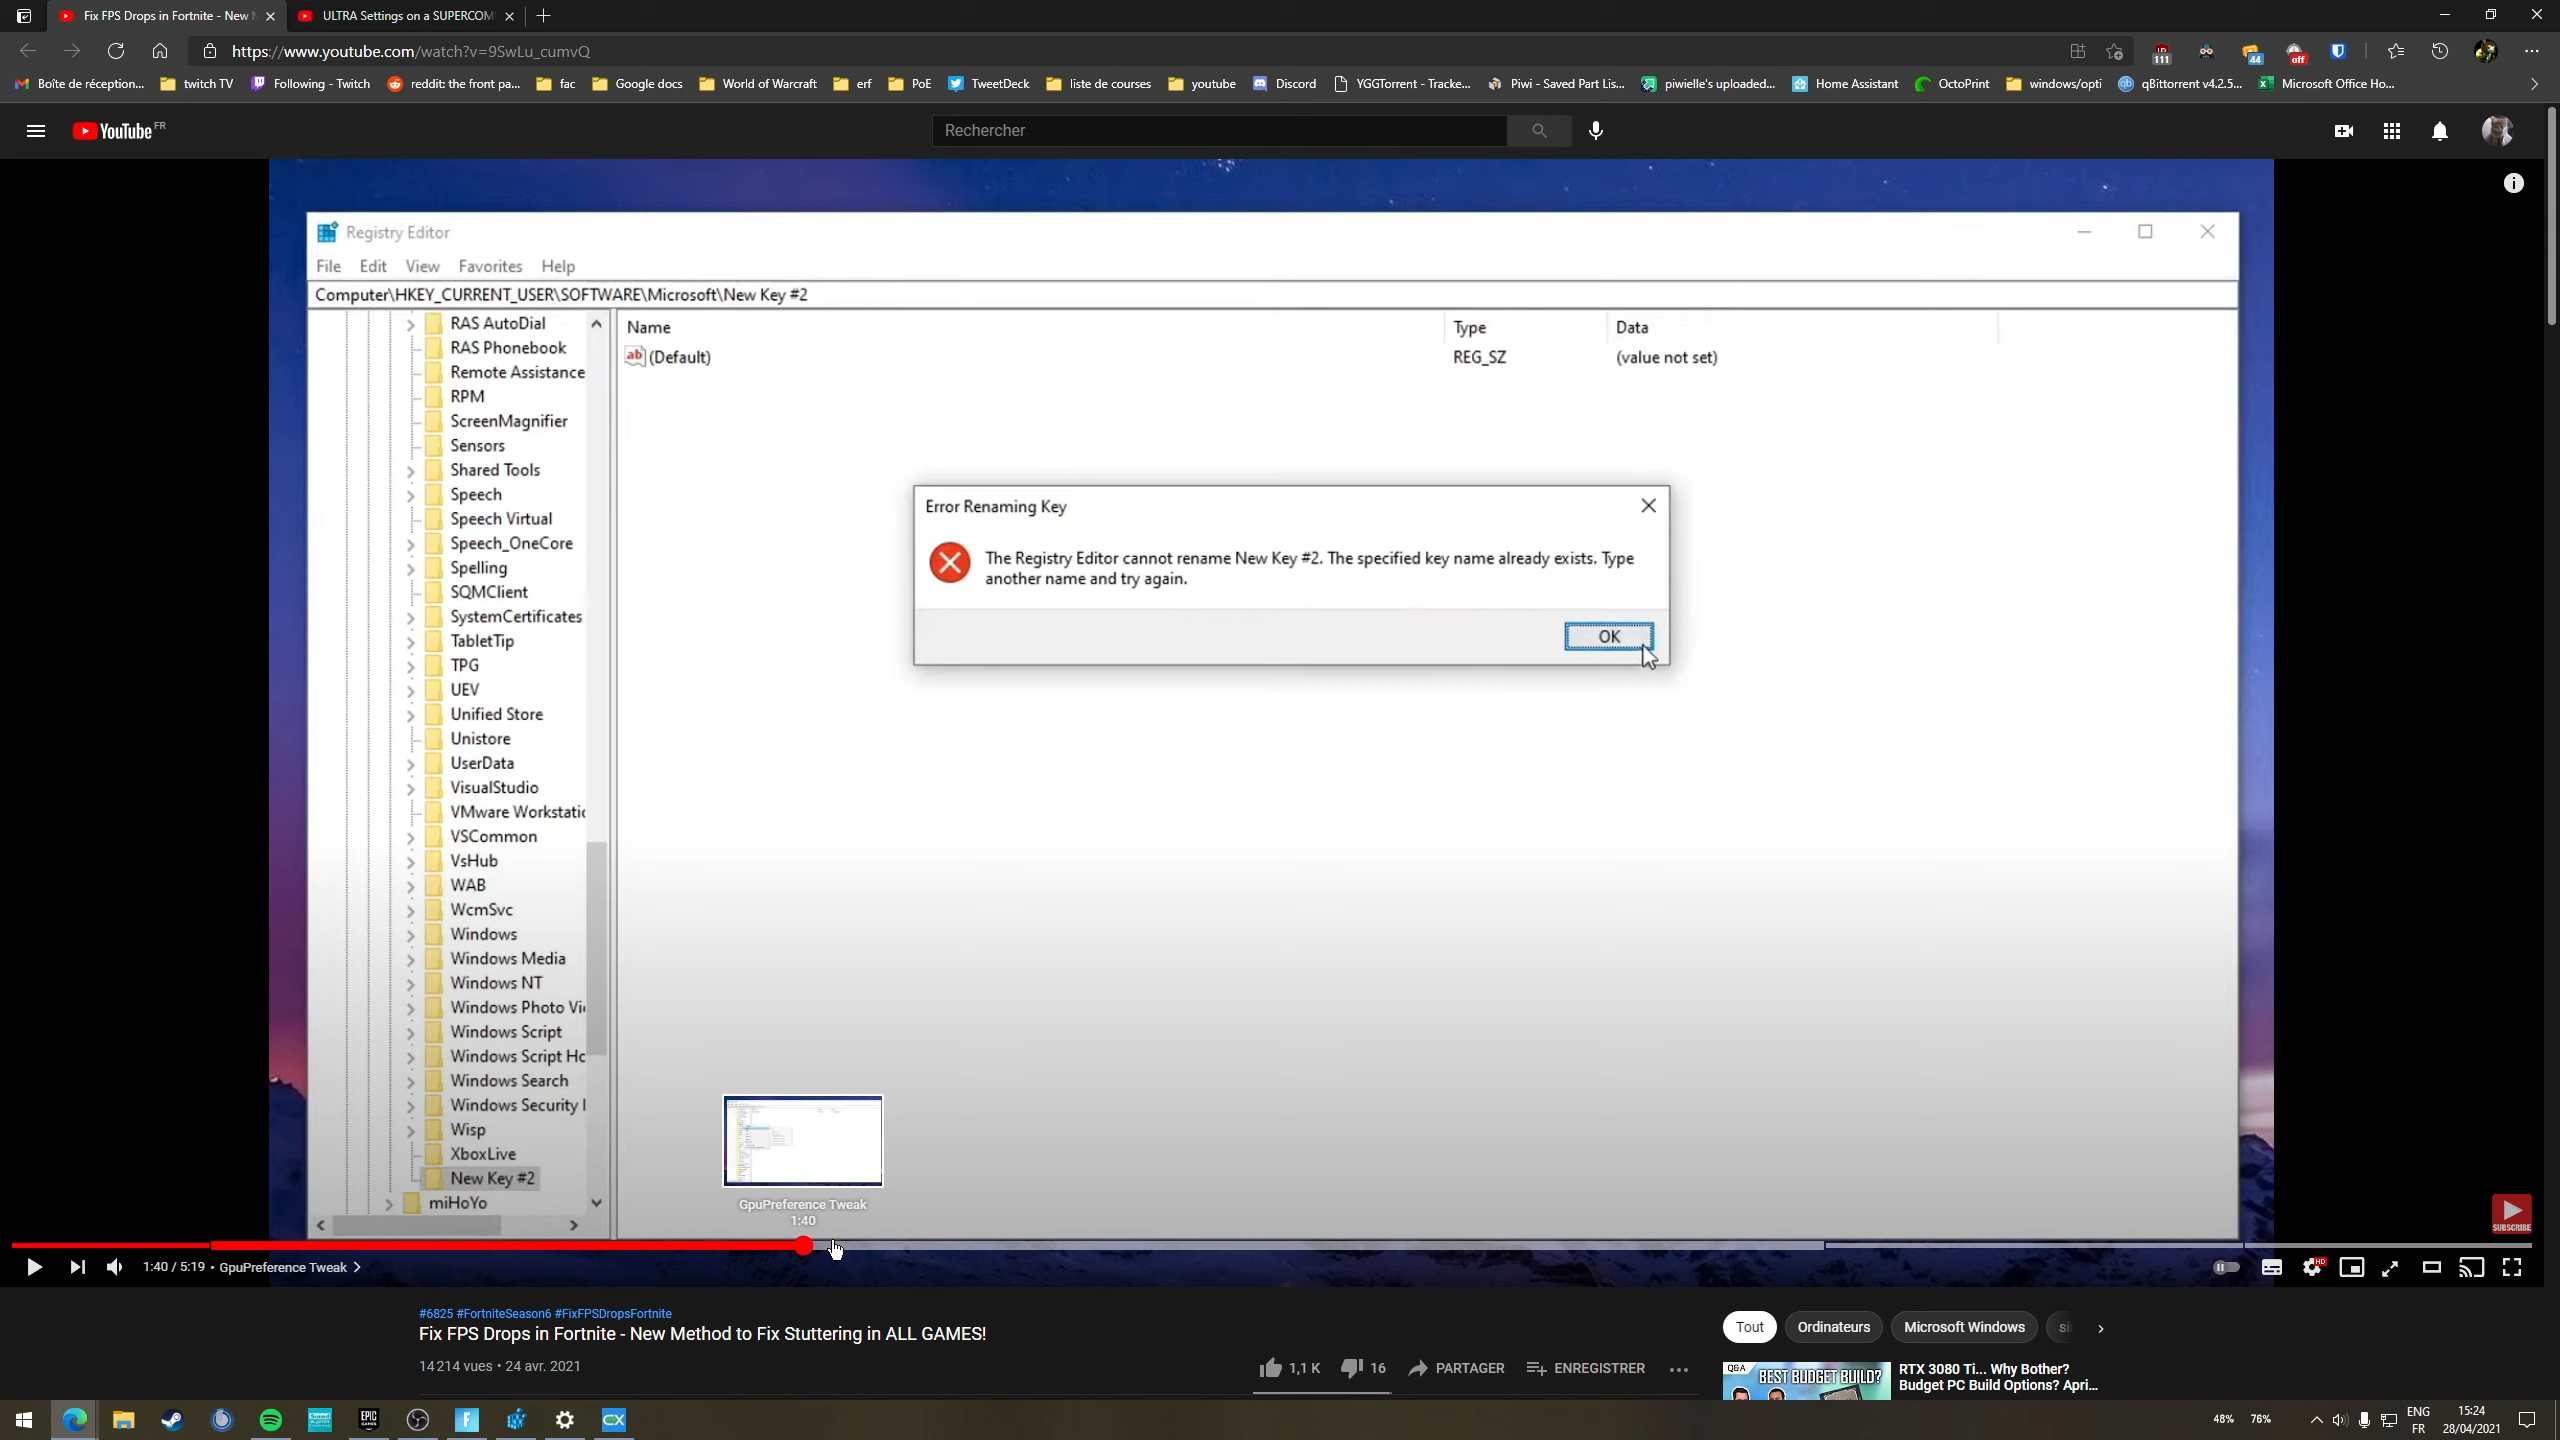 Fix FPS Drops in Fortnite - New
ULTRA Settings on a SUPERCOM
https://www.youtube.com/watch?v=9SwLu_cumvQ
111
44
off
Boîte de réception...
twitch TV
Following - Twitch
reddit: the front pa...
fac
Google docs
World of Warcraft
erf
PoE
TweetDeck
liste de courses
youtube
Discord
YGGTorrent - Tracke...
Piwi - Saved Part Lis...
piwielle's uploaded...
Home Assistant
OctoPrint
windows/opti
qBittorrent v4.2.5...
Microsoft Office Ho...
YouTube FR
Rechercher
Registry Editor
File Edit View Favorites Help
Computer\HKEY_CURRENT_USER\SOFTWARE\Microsoft\New Key #2
RAS AutoDial
RAS Phonebook
Remote Assistance
RPM
ScreenMagnifier
Sensors
Shared Tools
Speech
Speech Virtual
Speech_OneCore
Spelling
SQMClient
SystemCertificates
TabletTip
TPG
UEV
Unified Store
Unistore
UserData
VisualStudio
VMware Workstatic
VSCommon
VsHub
WAB
WcmSvc
Windows
Windows Media
Windows NT
Windows Photo Vi
Windows Script
Windows Script Hc
Windows Search
Windows Security
Wisp
XboxLive
New Key #2
miHoYo
Name Type Data
(Default) REG_SZ (value not set)
Error Renaming Key
The Registry Editor cannot rename New Key #2. The specified key name already exists. Type
another name and try again.
OK
GpuPreference Tweak
1:40
SUBSCRIBE
1:40 / 5:19 • GpuPreference Tweak
HD
#6825 #FortniteSeason6 #FixFPSDropsFortnite
Fix FPS Drops in Fortnite - New Method to Fix Stuttering in ALL GAMES!
14 214 vues • 24 avr. 2021
1,1 K
16
PARTAGER
ENREGISTRER
Tout
Ordinateurs
Microsoft Windows
Q&A
BEST BUDGET BUILD?
RTX 3080 Ti... Why Bother?
Budget PC Build Options? Apri...
EPIC
GAMES
CX
48%
76%
ENG
FR
15:24
28/04/2021